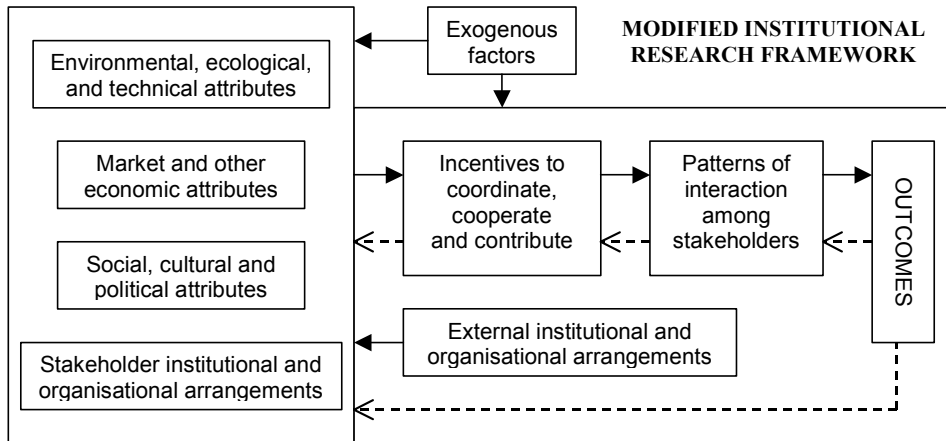 MODIFIED INSTITUTIONAL
RESEARCH FRAMEWORK
Exogenous
factors
Environmental, ecological,
and technical attributes
Market and other
economic attributes
Social, cultural and
political attributes
Stakeholder institutional and
organisational arrangements
Incentives to
coordinate,
cooperate
and contribute
Patterns of
interaction
among
stakeholders
OUTCOMES
External institutional and
organisational arrangements